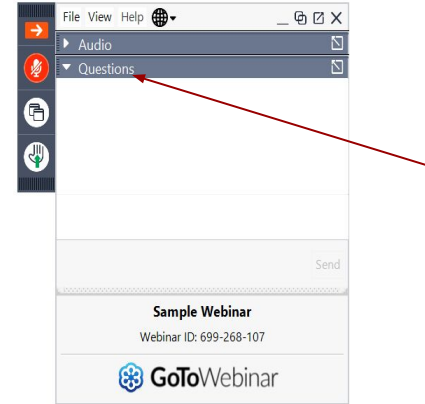 File View Help
Audio
Questions
Send
Sample Webinar
Webinar ID: 699-268-107
GoToWebinar